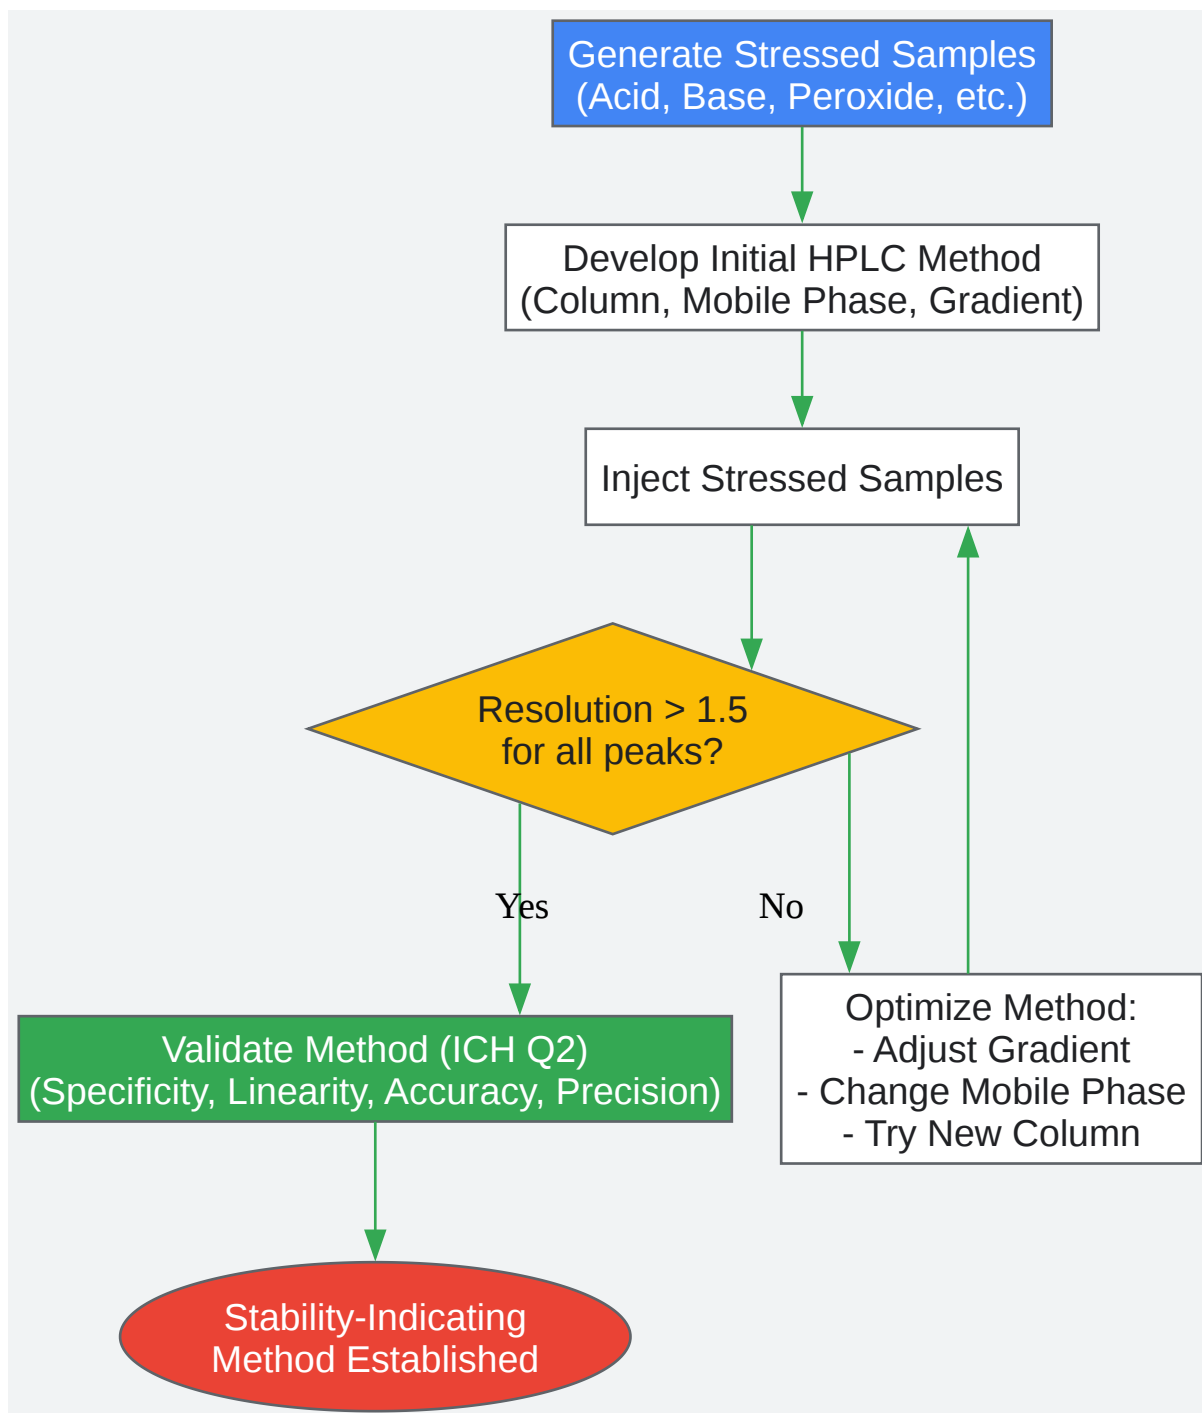 Generate Stressed Samples
(Acid, Base, Peroxide, etc.)
Develop Initial HPLC Method
(Column, Mobile Phase, Gradient)
Inject Stressed Samples
Resolution > 1.5
for all peaks?
Yes
No
Optimize Method:
- Adjust Gradient
- Change Mobile Phase
- Try New Column
Validate Method (ICH Q2)
(Specificity, Linearity, Accuracy, Precision)
Stability-Indicating
Method Established